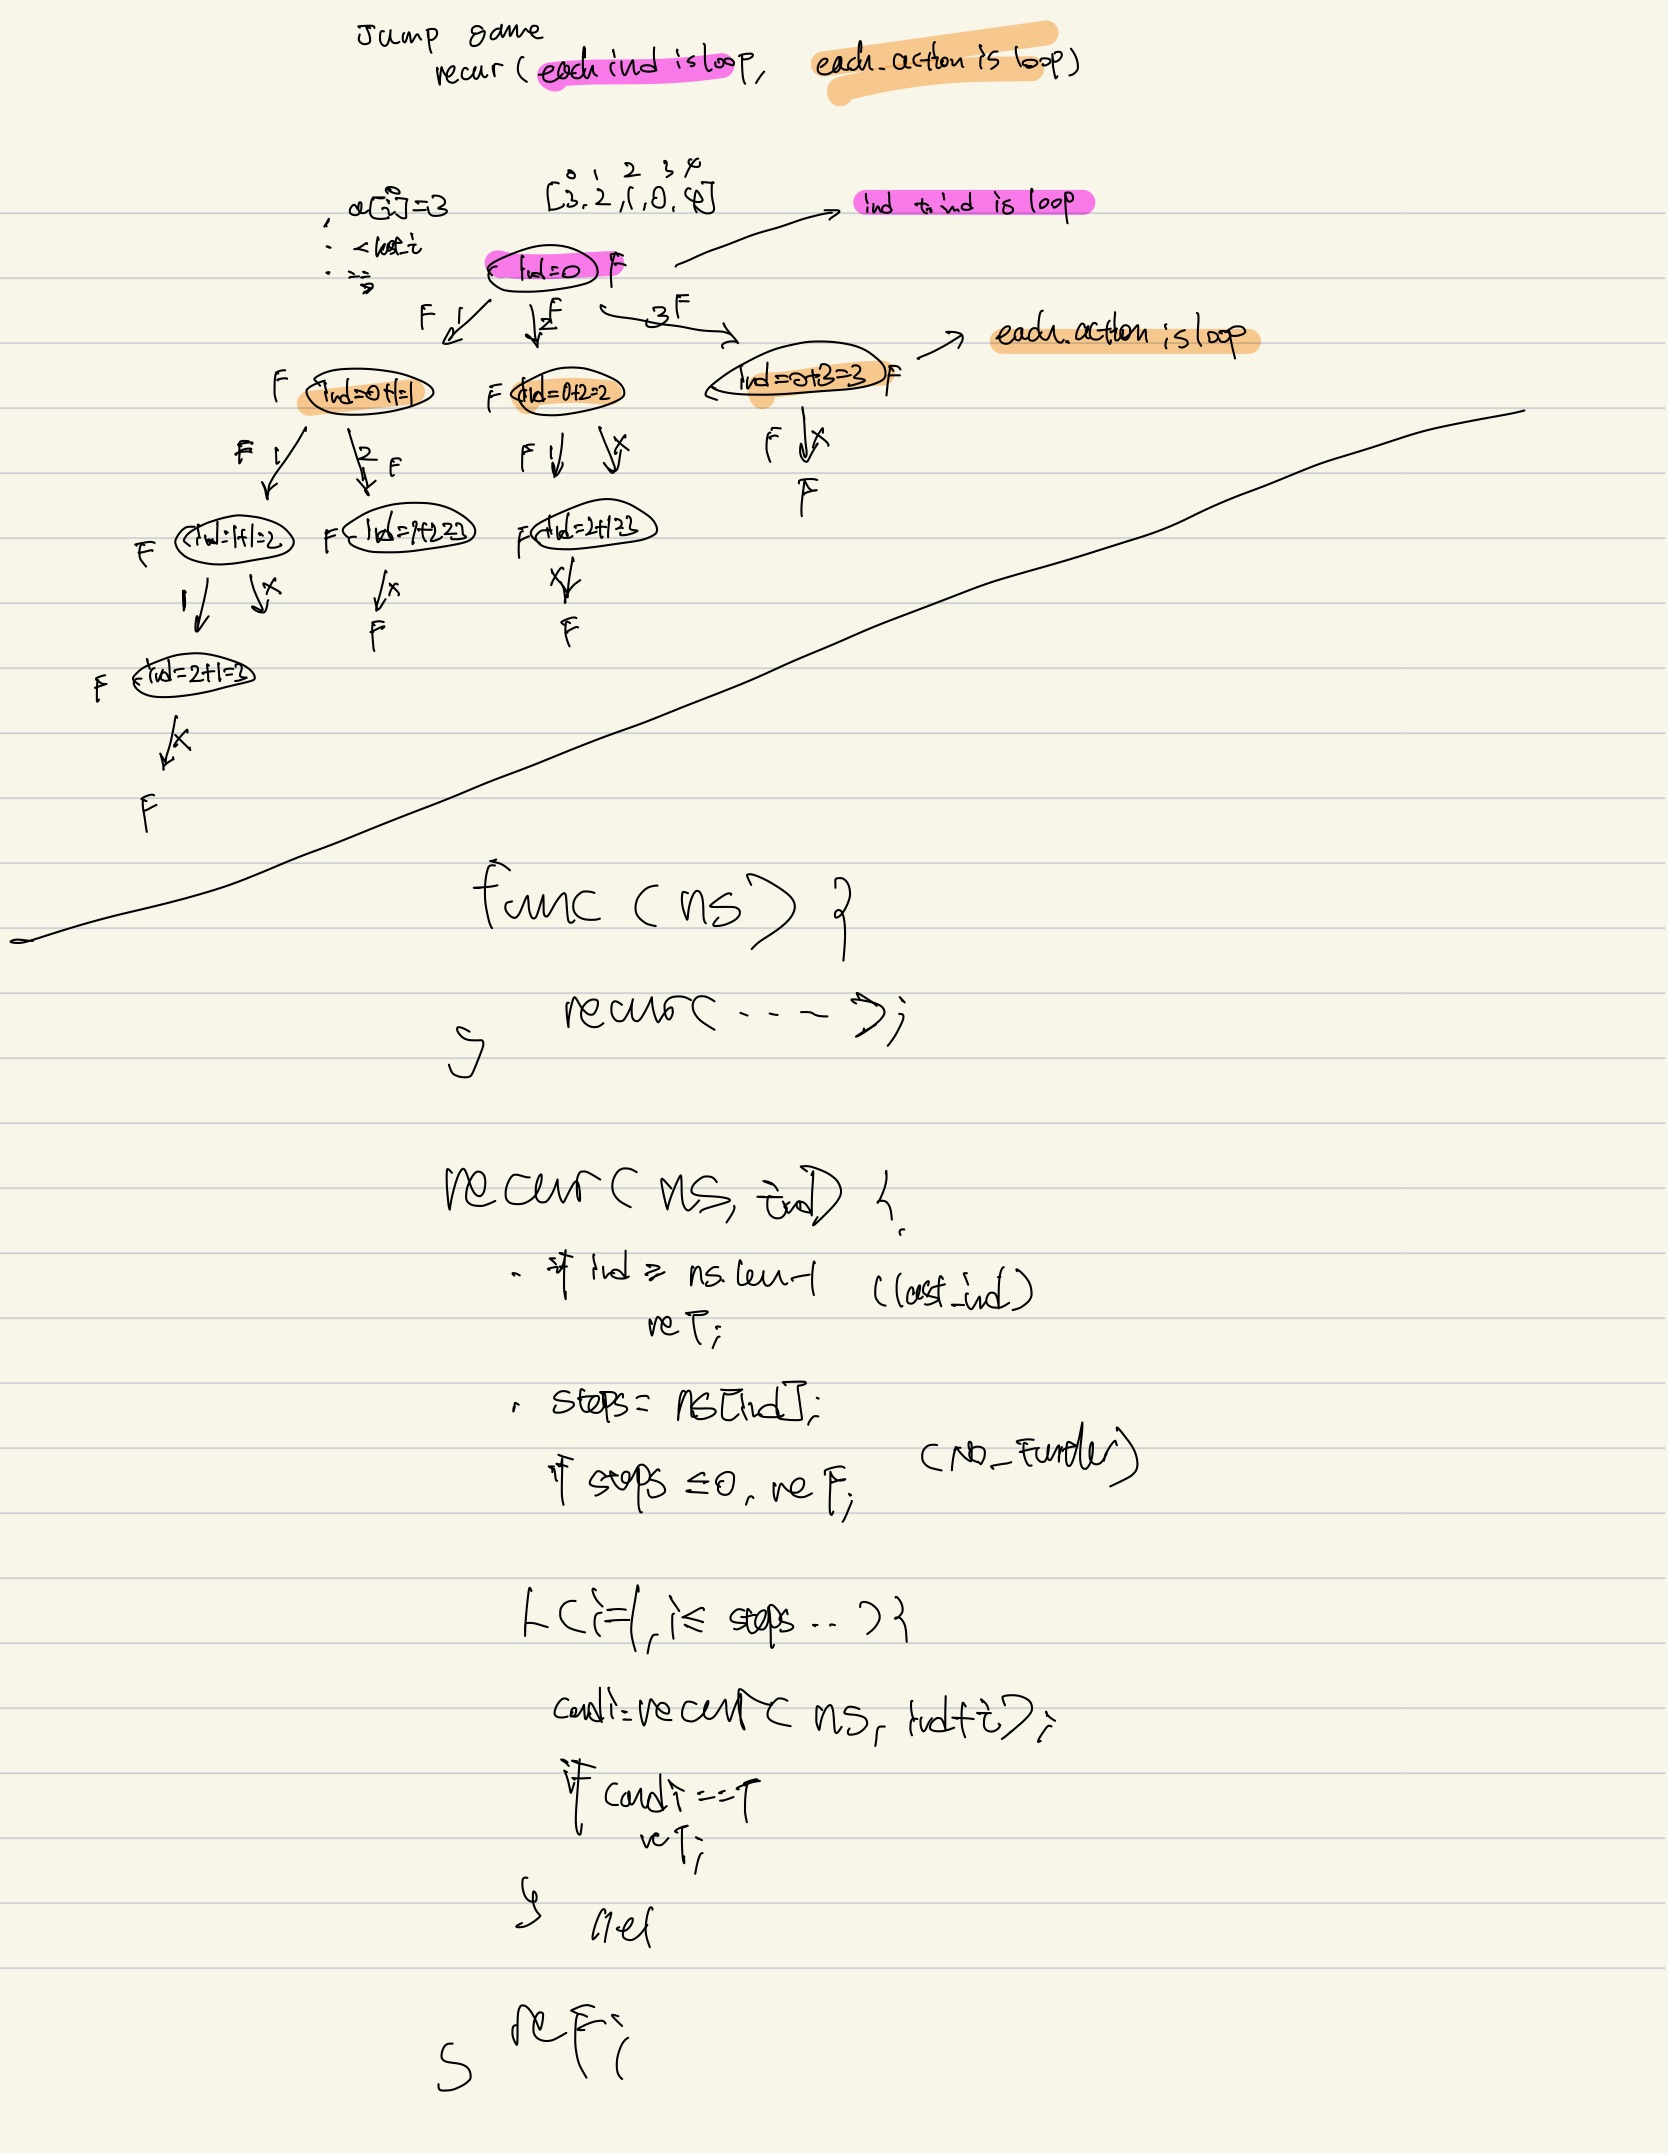 Jump game
recur ( each ind is loop, each_action is loop)
0 1 2 3 4
[3, 2, 1, 0, 4]
0
a[i]=3
< last i
ind to ind is loop
ind=0 F
F 1 2 F 3 F
each_action is loop
F ind=0+1=1 F ind=0+2=2 ind=0+3=3 F
F 1 2 F F 1 x F x
F
F ind=1+1=2 F ind=1+2=3 F ind=2+1=3
1 x x x
F F
F ind=2+1=3
x
F
func (ns) {
recur( ---- );
}
recur ( ns, ind) {
. if ind ≥ ns.len-1 (last_ind)
re T;
. steps = ns[ind];
if steps ≤0, re F; (No_Further)
L (i=1, i≤ steps .. ) {
condi=recur( ns, ind+i);
if condi ==T
re T;
}
re F;
}